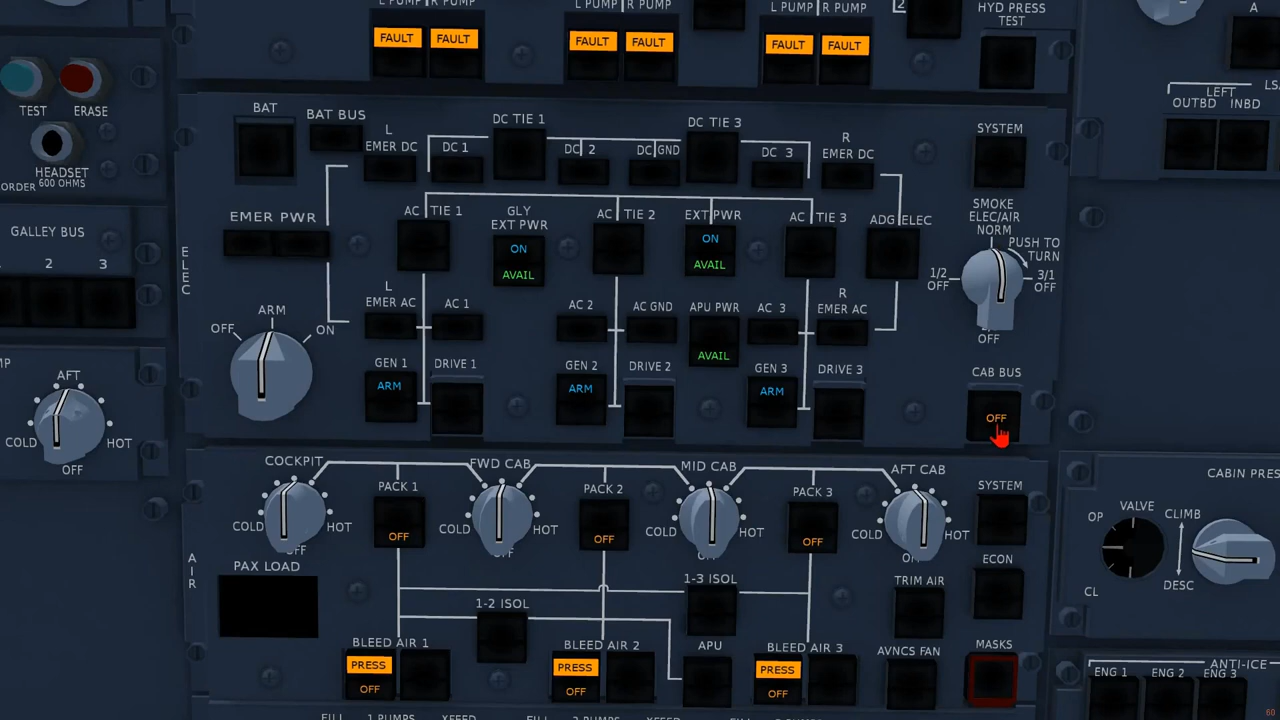 L PUMP R PUMP L PUMP R PUMP L PUMP R PUMP 2 HYD PRESS A
TEST
FAULT FAULT FAULT FAULT FAULT FAULT
TEST ERASE
HEADSET
600 OHMS
LEFT
OUTBD INBD
BAT BAT BUS DC TIE 1 DC TIE 3 SYSTEM
L EMER DC DC 1 DC 2 DC GND DC 3 R EMER DC
EMER PWR AC TIE 1 GLY EXT PWR AC TIE 2 EXT PWR AC TIE 3 ADG ELEC
ON ON
AVAIL AVAIL
SMOKE
ELEC/AIR
NORM
PUSH TO
TURN
1/2
OFF
3/1
OFF
OFF
GALLEY BUS
2 3
ELEC
OFF ARM ON
L EMER AC AC 1 AC 2 AC GND APU PWR AC 3 R EMER AC
AVAIL
GEN 1 DRIVE 1 GEN 2 DRIVE 2 GEN 3 DRIVE 3 CAB BUS
ARM ARM ARM OFF
AFT
COLD HOT
OFF
COCKPIT FWD CAB MID CAB AFT CAB SYSTEM
PACK 1 PACK 2 PACK 3
COLD HOT COLD HOT COLD HOT COLD HOT
OFF OFF OFF
OFF OFF
AIR
PAX LOAD 1-3 ISOL TRIM AIR ECON
1-2 ISOL
BLEED AIR 1 BLEED AIR 2 APU BLEED AIR 3 AVNCS FAN MASKS
PRESS PRESS PRESS
OFF OFF OFF
CABIN PRES
OP VALVE CLIMB
CL DESC
ANTI-ICE
ENG 1 ENG 2 ENG 3
60